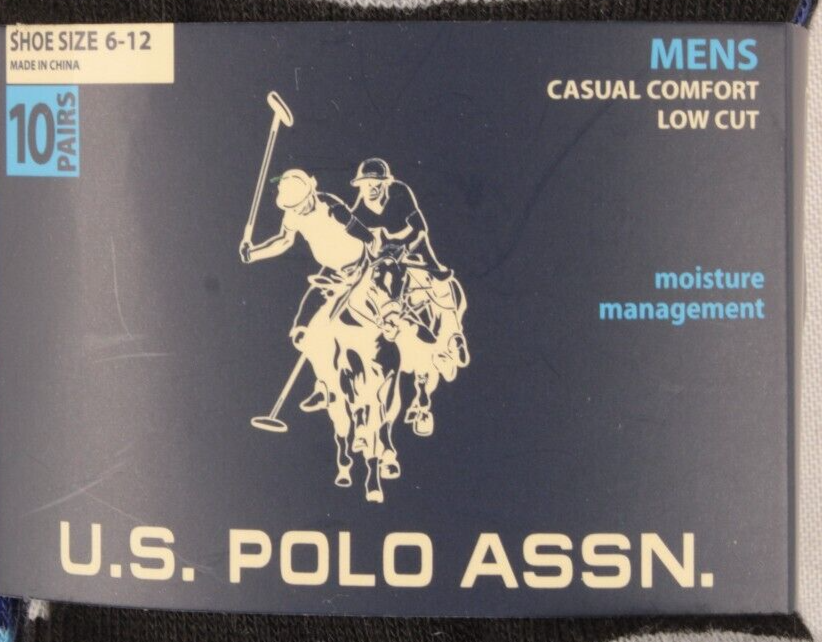 SHOE SIZE 6-12
MADE IN CHINA
10 PAIRS
MENS
CASUAL COMFORT
LOW CUT
moisture
management
U.S. POLO ASSN.